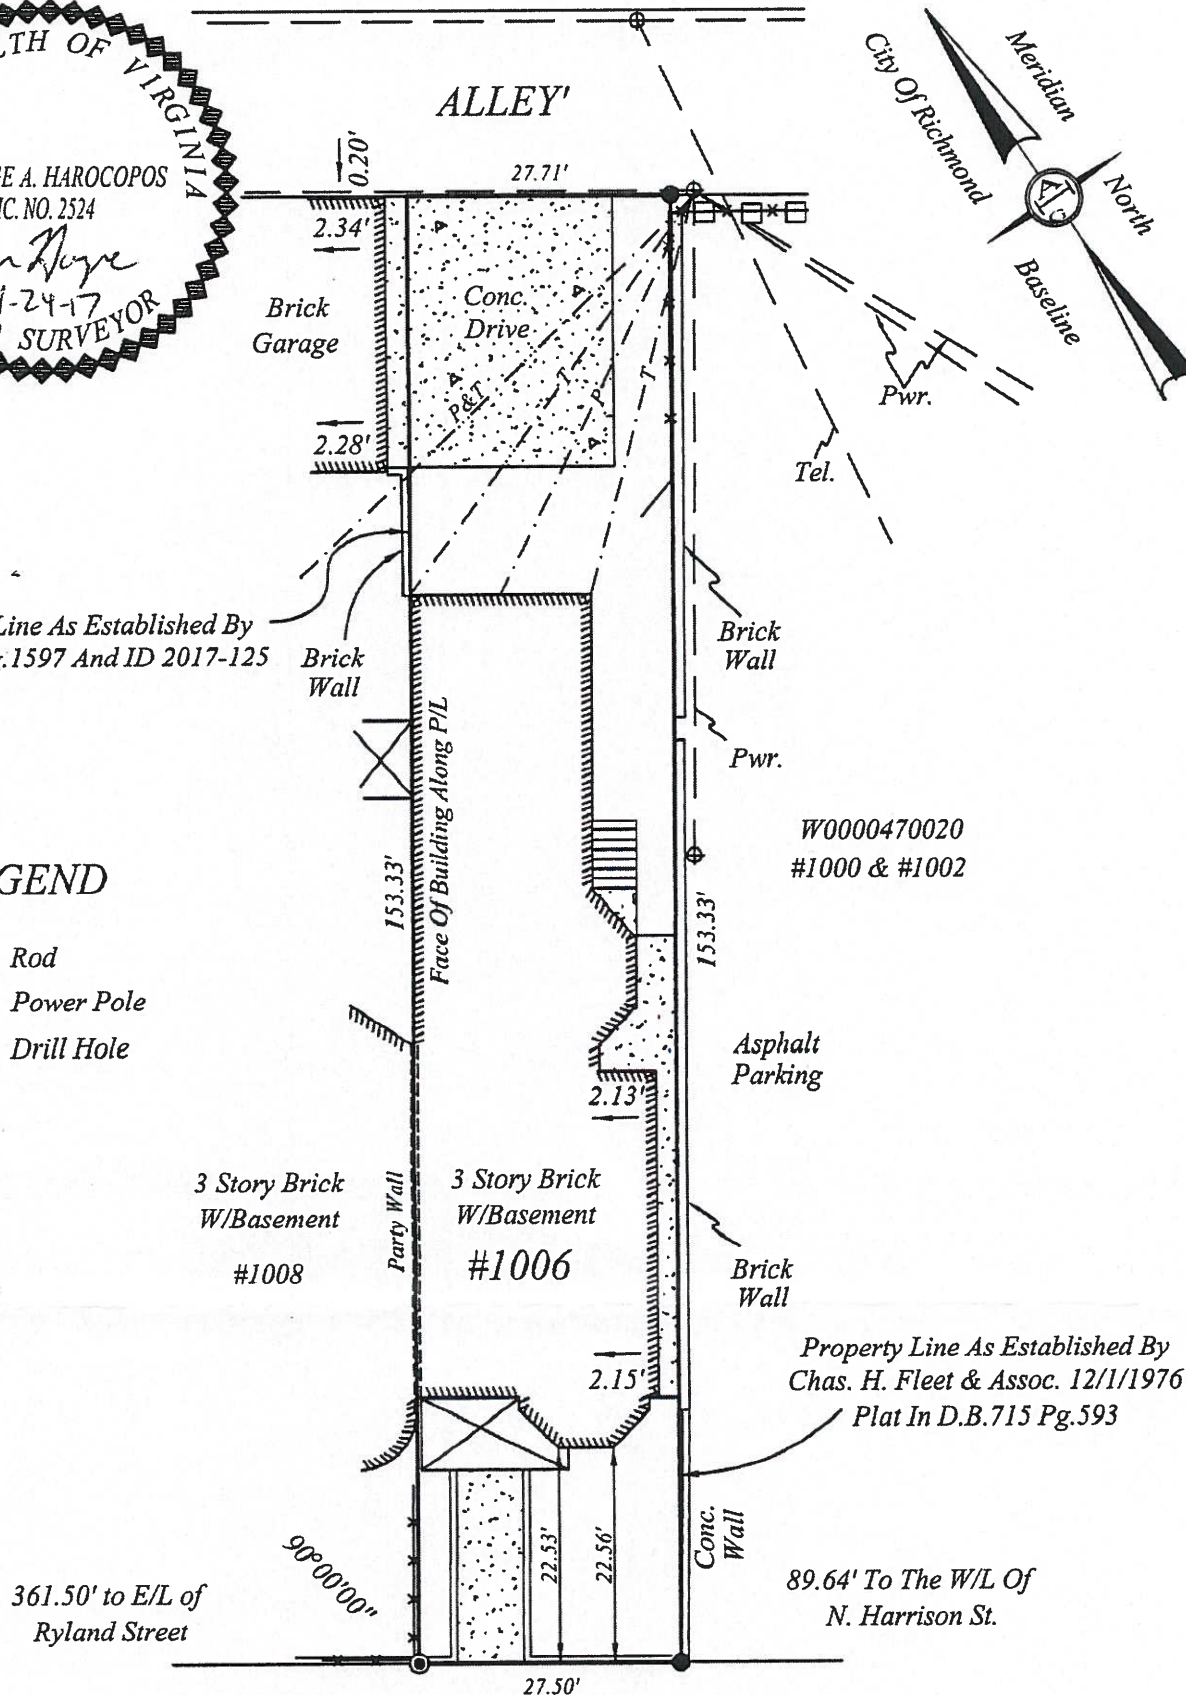 LTH OF VIRGINIA
GE A. HAROCOPOS
IC. NO. 2524
-24-17
SURVEYOR
ALLEY'
0.20'
27.71'
City Of Richmond
Meridian
North
Baseline
2.34'
Brick
Garage
Conc.
Drive
2.28'
P&T
T
P
T
Pwr.
Tel.
Line As Established By
.1597 And ID 2017-125
Brick
Wall
Brick
Wall
Pwr.
Face Of Building Along P/L
153.33'
W0000470020
#1000 & #1002
153.33'
GEND
Rod
Power Pole
Drill Hole
Asphalt
Parking
2.13'
3 Story Brick
W/Basement
#1008
Party Wall
3 Story Brick
W/Basement
#1006
Brick
Wall
2.15'
Property Line As Established By
Chas. H. Fleet & Assoc. 12/1/1976
Plat In D.B.715 Pg.593
22.53'
22.56'
Conc.
Wall
90°00'00"
361.50' to E/L of
Ryland Street
89.64' To The W/L Of
N. Harrison St.
27.50'